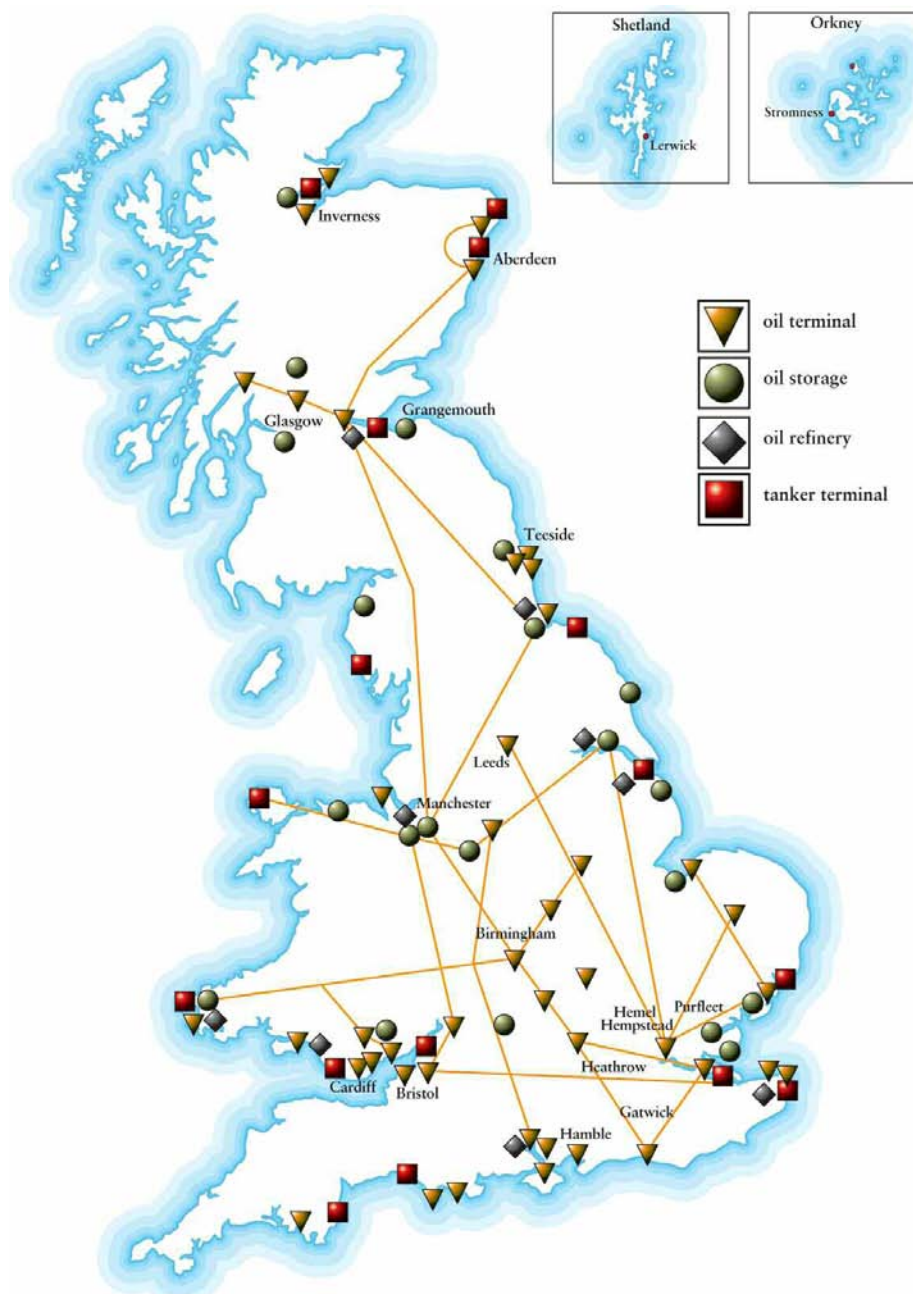 Shetland
Orkney
Stromness
Lerwick
Inverness
Aberdeen
oil terminal
oil storage
Grangemouth
Glasgow
oil refinery
tanker terminal
Teeside
Leeds
Manchester
Birmingham
Hemel
Hempstead
Purfleet
Heathrow
Cardiff
Bristol
Gatwick
Hamble